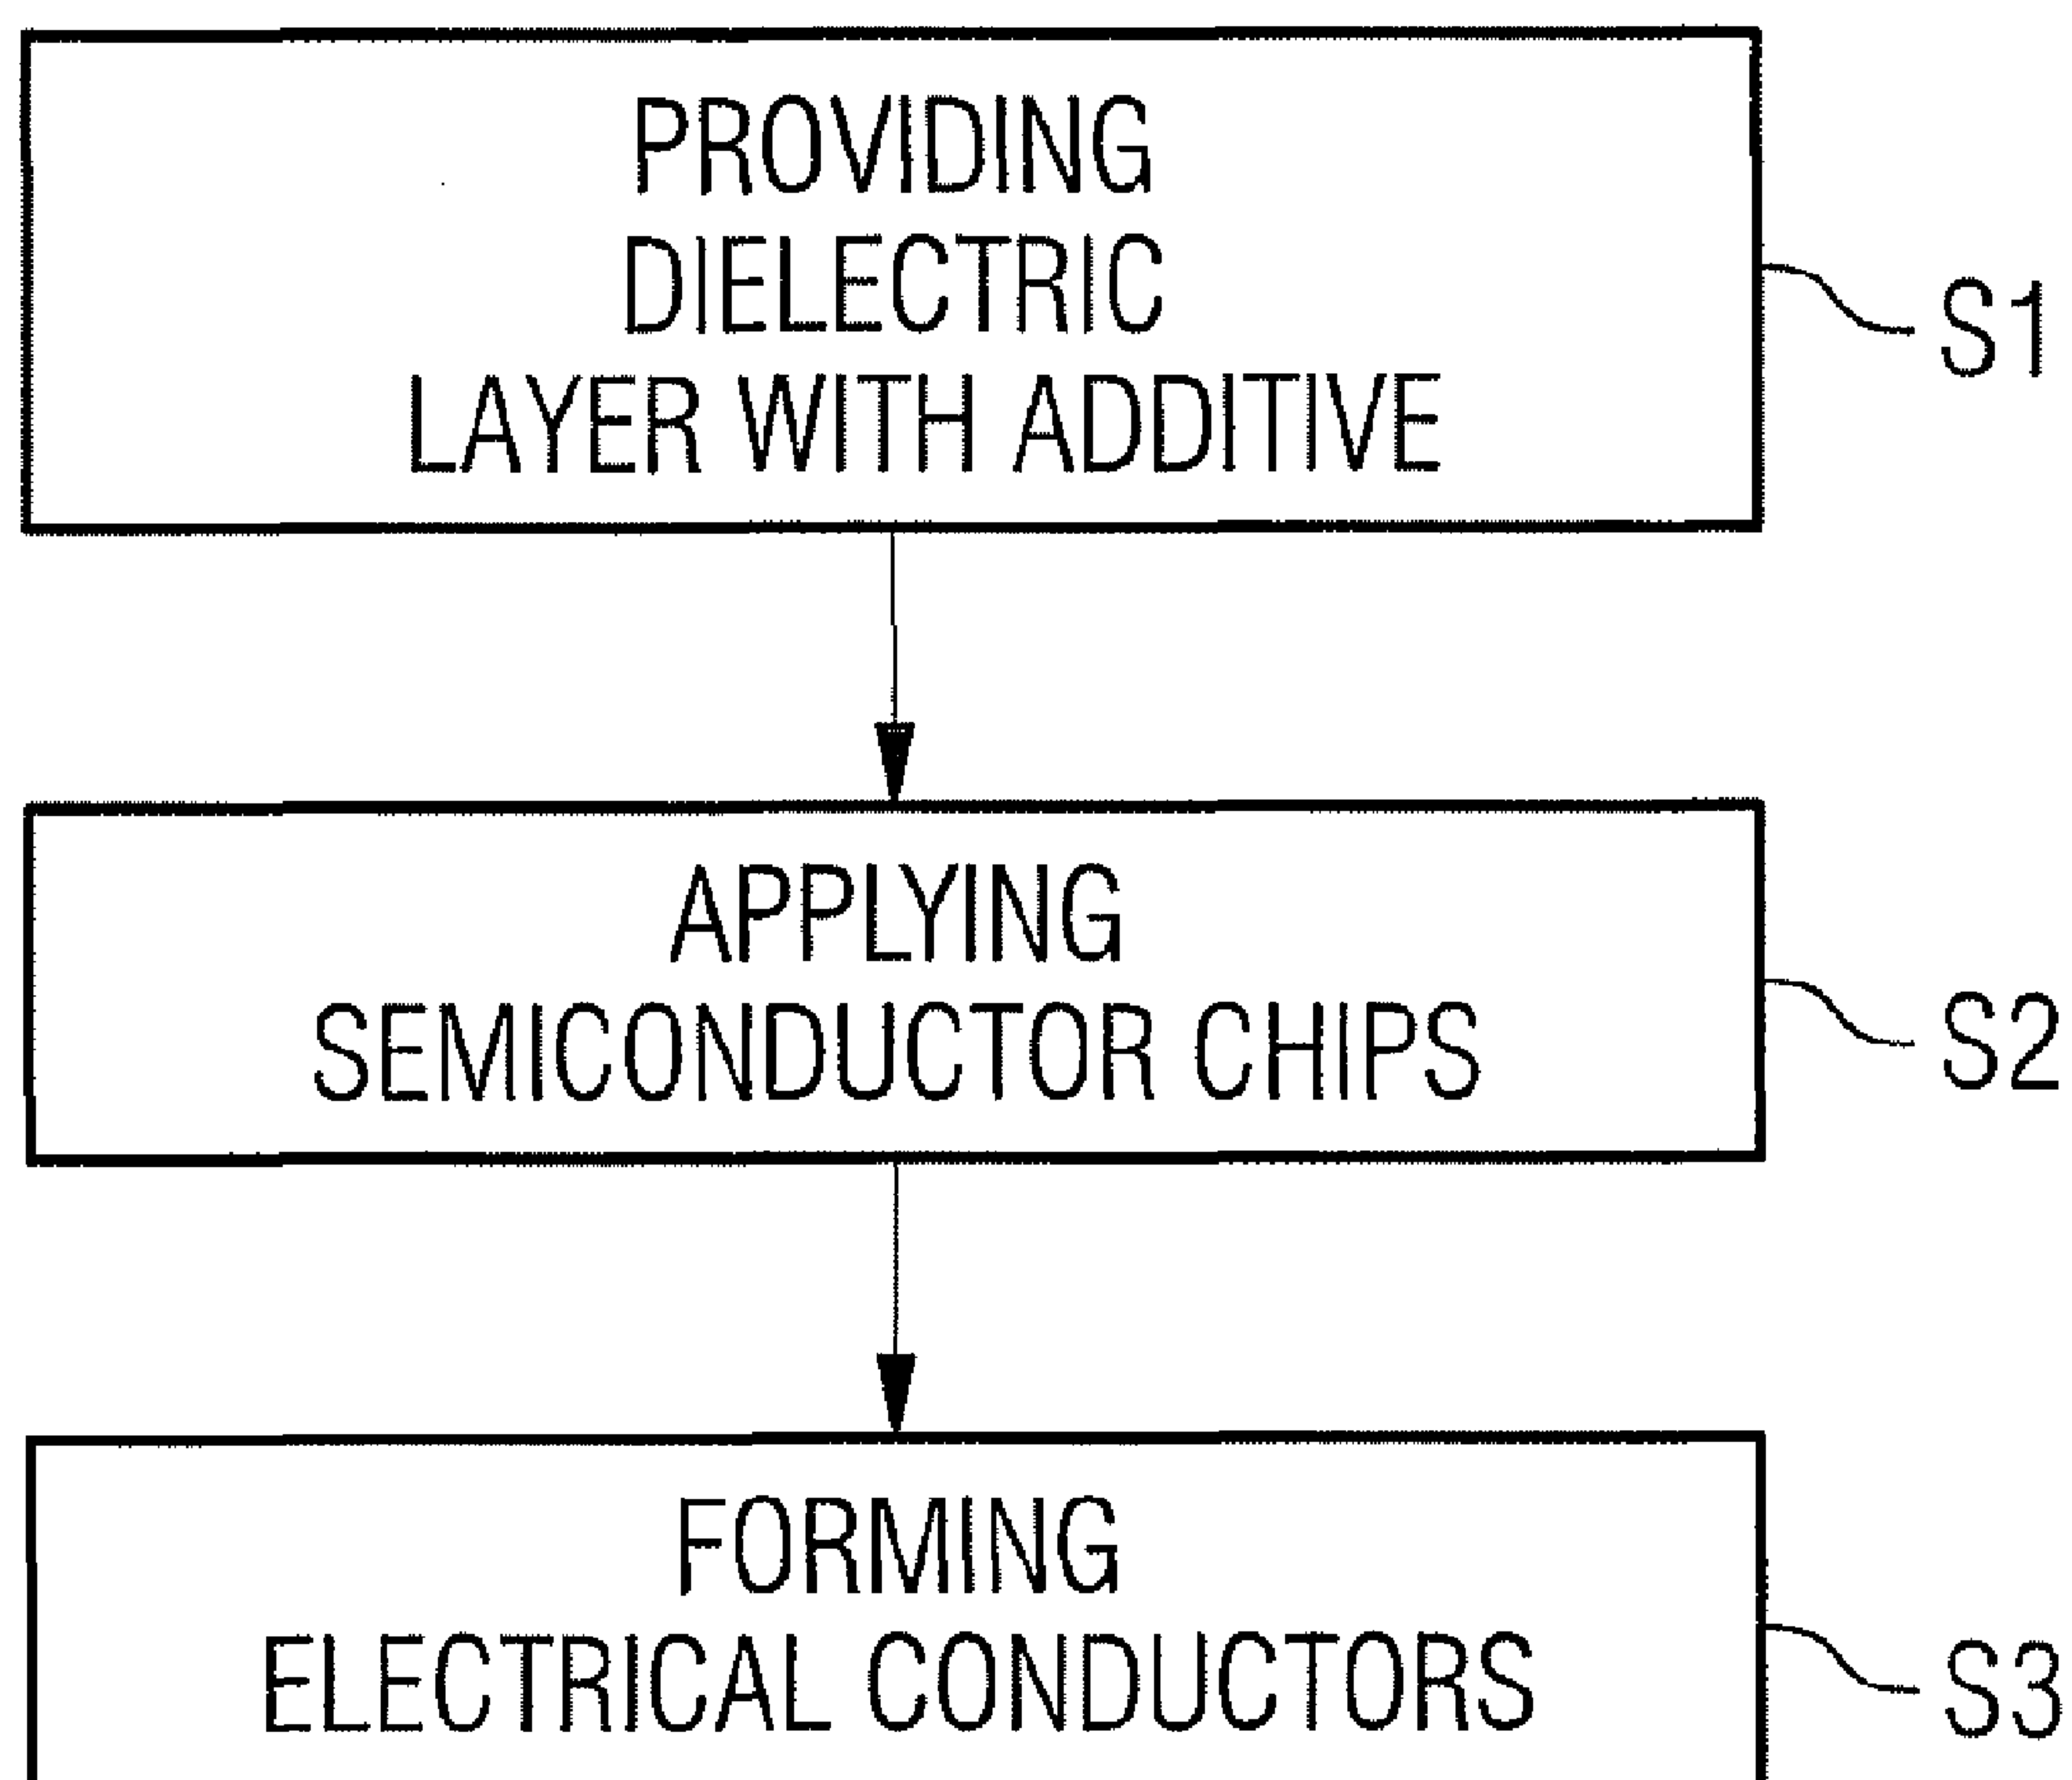 PROVIDING
DIELECTRIC
LAYER WITH ADDITIVE
S1
APPLYING
SEMICONDUCTOR CHIPS
S2
FORMING
ELECTRICAL CONDUCTORS
S3